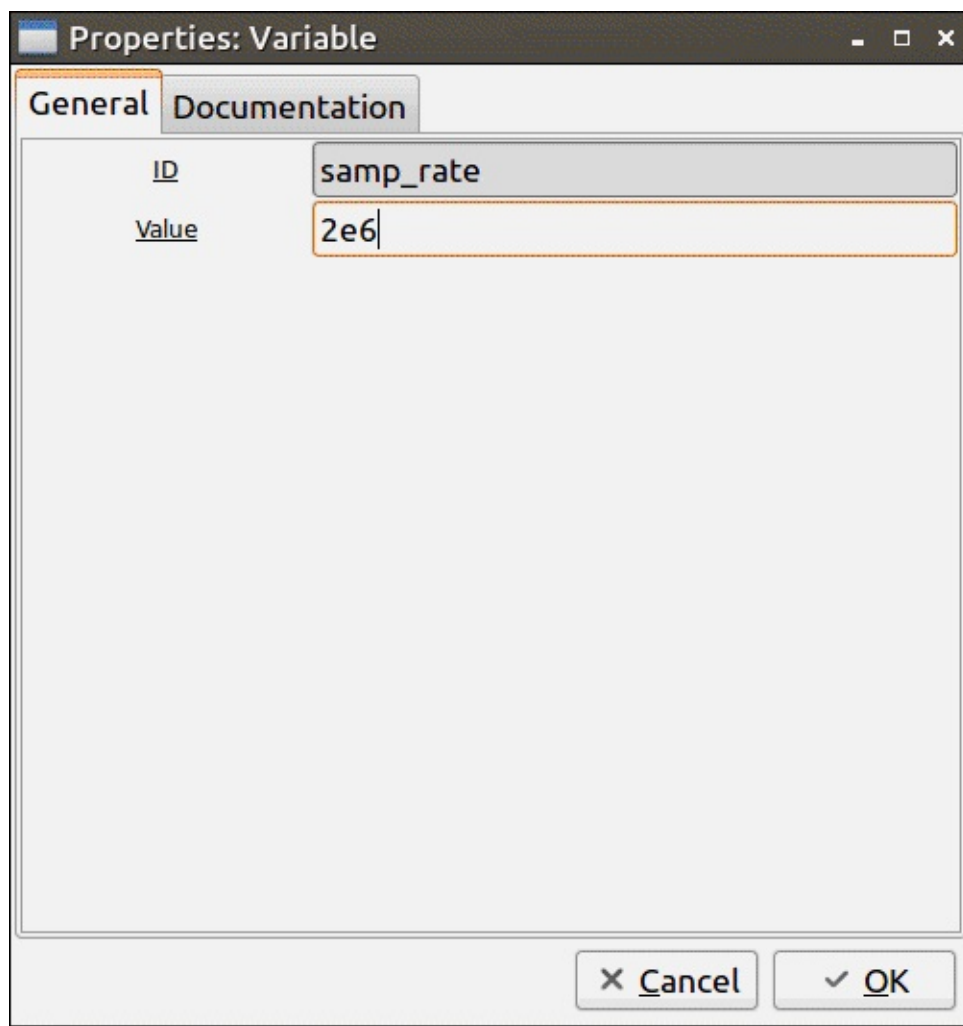 Properties: Variable
General Documentation
ID samp_rate
Value 2e6
Cancel OK